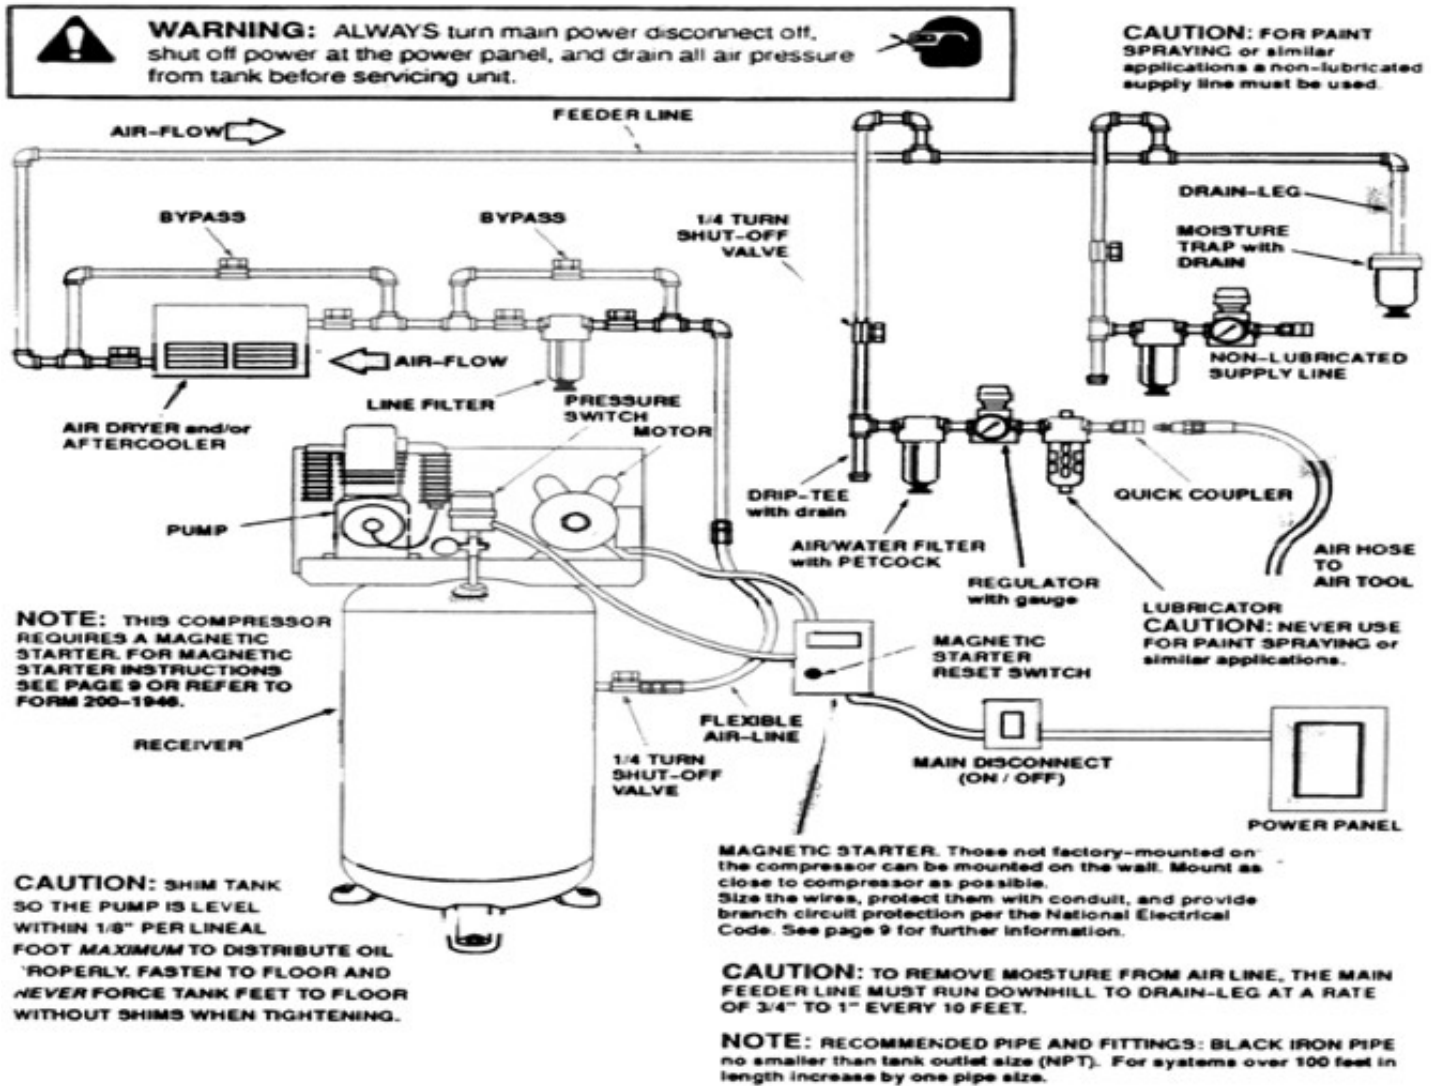 WARNING: ALWAYS turn main power disconnect off,
shut off power at the power panel, and drain all air pressure
from tank before servicing unit.
CAUTION: FOR PAINT
SPRAYING or similar
applications a non-lubricated
supply line must be used.
AIR-FLOW
FEEDER LINE
BYPASS
BYPASS
1/4 TURN
SHUT-OFF
VALVE
DRAIN-LEG
MOISTURE
TRAP with
DRAIN
AIR-FLOW
NON-LUBRICATED
SUPPLY LINE
LINE FILTER
PRESSURE
SWITCH
MOTOR
AIR DRYER and/or
AFTERCOOLER
PUMP
DRIP-TEE
with drain
QUICK COUPLER
AIR/WATER FILTER
with PETCOCK
REGULATOR
with gauge
AIR HOSE
TO
AIR TOOL
LUBRICATOR
CAUTION: NEVER USE
FOR PAINT SPRAYING or
similar applications.
NOTE: THIS COMPRESSOR
REQUIRES A MAGNETIC
STARTER. FOR MAGNETIC
STARTER INSTRUCTIONS
SEE PAGE 9 OR REFER TO
FORM 200-1946.
MAGNETIC
STARTER
RESET SWITCH
RECEIVER
FLEXIBLE
AIR-LINE
1/4 TURN
SHUT-OFF
VALVE
MAIN DISCONNECT
(ON / OFF)
POWER PANEL
MAGNETIC STARTER. Those not factory-mounted on
the compressor can be mounted on the wall. Mount as
close to compressor as possible.
Size the wires, protect them with conduit, and provide
branch circuit protection per the National Electrical
Code. See page 9 for further information.
CAUTION: SHIM TANK
SO THE PUMP IS LEVEL
WITHIN 1/8" PER LINEAL
FOOT MAXIMUM TO DISTRIBUTE OIL
'ROPERLY. FASTEN TO FLOOR AND
NEVER FORCE TANK FEET TO FLOOR
WITHOUT SHIMS WHEN TIGHTENING.
CAUTION: TO REMOVE MOISTURE FROM AIR LINE, THE MAIN
FEEDER LINE MUST RUN DOWNHILL TO DRAIN-LEG AT A RATE
OF 3/4" TO 1" EVERY 10 FEET.
NOTE: RECOMMENDED PIPE AND FITTINGS: BLACK IRON PIPE
no smaller than tank outlet size (NPT). For systems over 100 feet in
length increase by one pipe size.